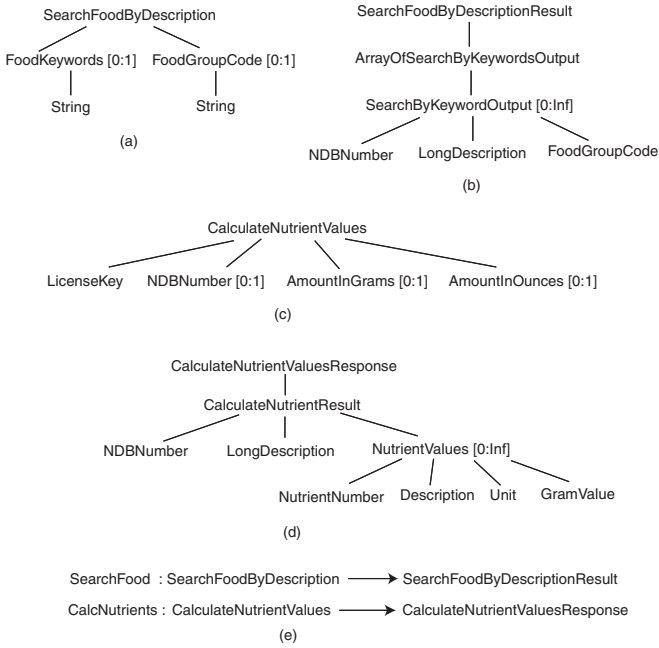 SearchFoodByDescription
FoodKeywords [0:1] FoodGroupCode [0:1]
String String
(a)
SearchFoodByDescriptionResult
ArrayOfSearchByKeywordsOutput
SearchByKeywordOutput [0:Inf]
NDBNumber LongDescription FoodGroupCode
(b)
CalculateNutrientValues
LicenseKey NDBNumber [0:1] AmountInGrams [0:1] AmountInOunces [0:1]
(c)
CalculateNutrientValuesResponse
CalculateNutrientResult
NDBNumber LongDescription NutrientValues [0:Inf]
NutrientNumber Description Unit GramValue
(d)
SearchFood : SearchFoodByDescription → SearchFoodByDescriptionResult
CalcNutrients : CalculateNutrientValues → CalculateNutrientValuesResponse
(e)